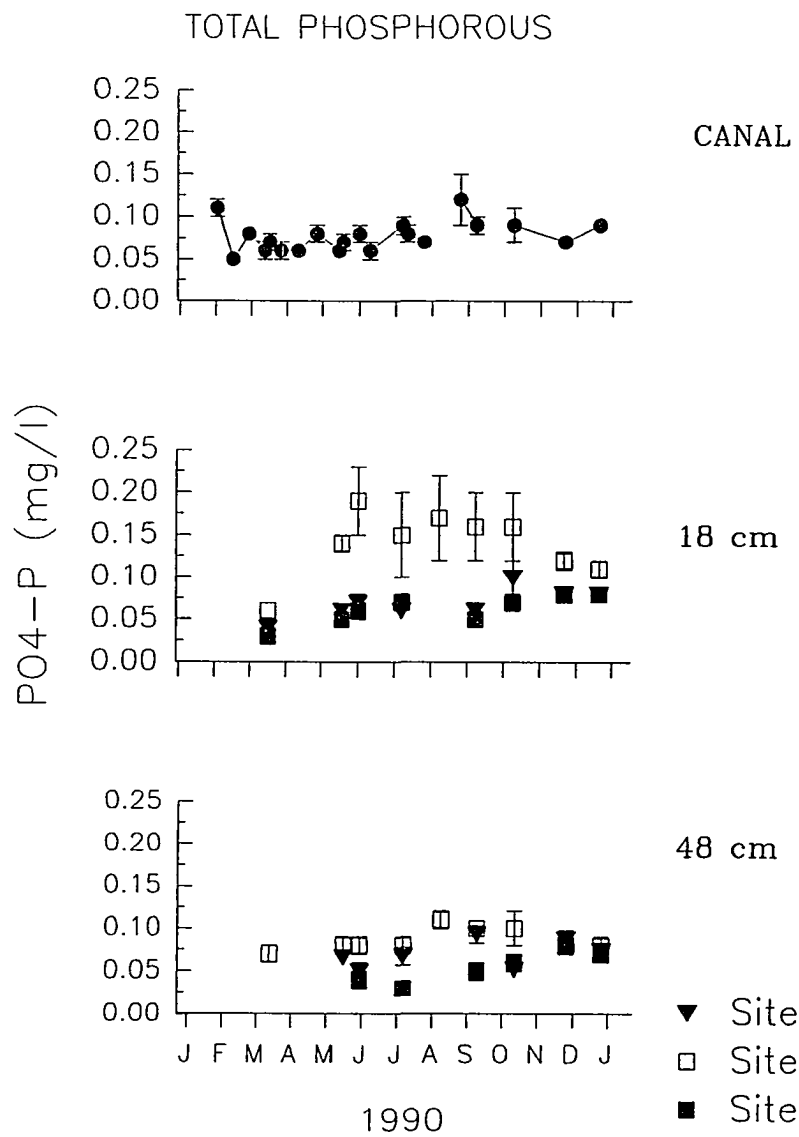 TOTAL PHOSPHOROUS
0.25
0.20
0.15
0.10
0.05
0.00
CANAL
PO4-P (mg/l)
0.25
0.20
0.15
0.10
0.05
0.00
18 cm
0.25
0.20
0.15
0.10
0.05
0.00
48 cm
J F M A M J J A S O N D J
1990
Site
Site
Site